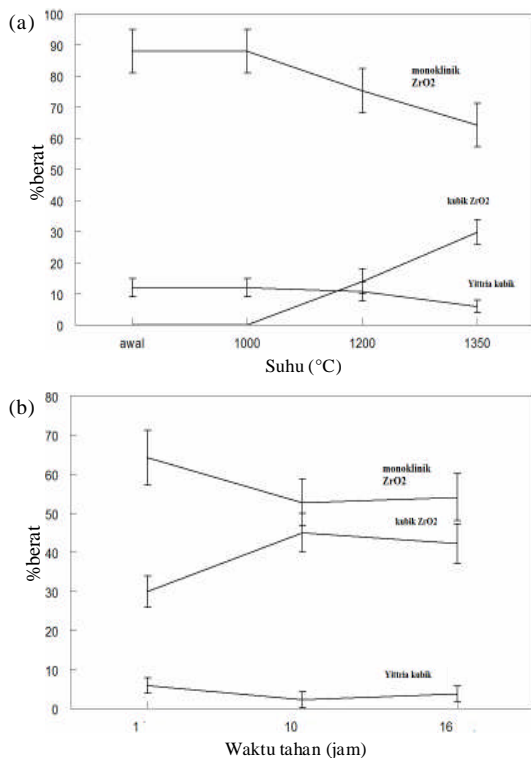 (a)
100
90
80
70
60
50
40
30
20
10
0
%berat
monoklinik
ZrO2
kubik ZrO2
Yittria kubik
awal
1000
1200
1350
Suhu (°C)
(b)
80
70
60
50
40
30
20
10
0
%berat
monoklinik
ZrO2
kubik ZrO2
Yittria kubik
1
10
16
Waktu tahan (jam)